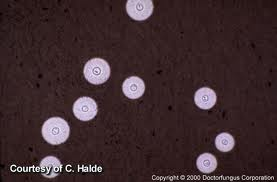 Courtesy of C. Halde
Copyright © 2000 Doctorfungus Corporation